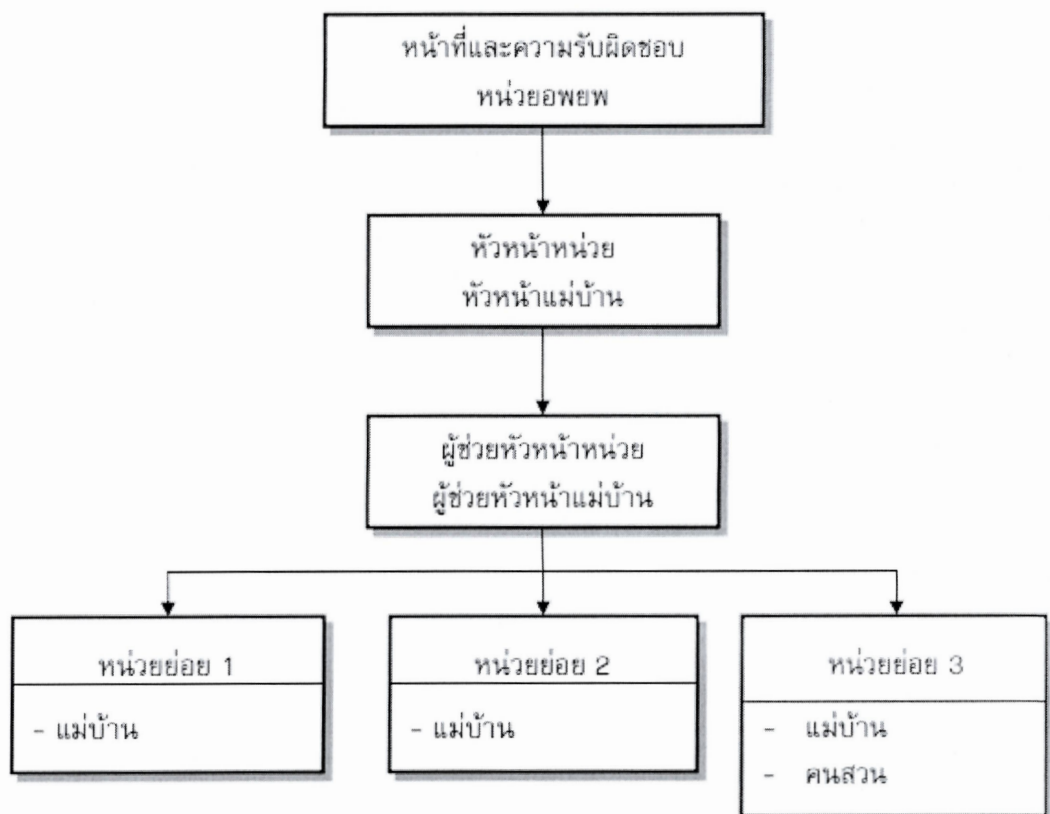 หน้าที่และความรับผิดชอบ
หน่วยอพยพ
หัวหน้าหน่วย
หัวหน้าแม่บ้าน
ผู้ช่วยหัวหน้าหน่วย
ผู้ช่วยหัวหน้าแม่บ้าน
หน่วยย่อย 1
- แม่บ้าน
หน่วยย่อย 2
- แม่บ้าน
หน่วยย่อย 3
- แม่บ้าน
- คนสวน